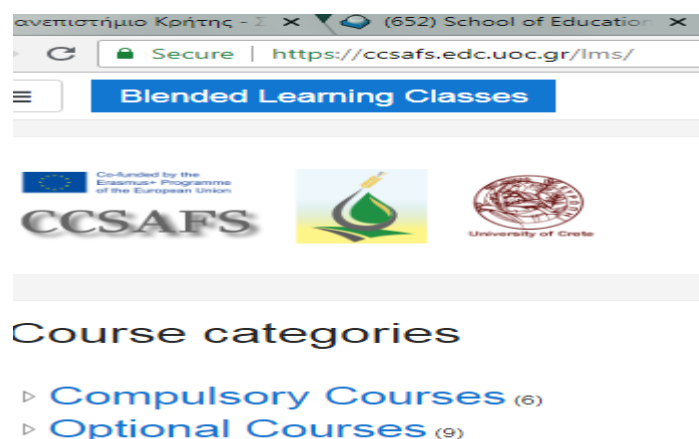 ανεπιστήμιο Κρήτης - Σ
(652) School of Education
Secure | https://ccsafs.edc.uoc.gr/lms/
Blended Learning Classes
Co-funded by the
Erasmus+ Programme
of the European Union
CCSAFS
University of Crete
Course categories
Compulsory Courses (6)
Optional Courses (9)